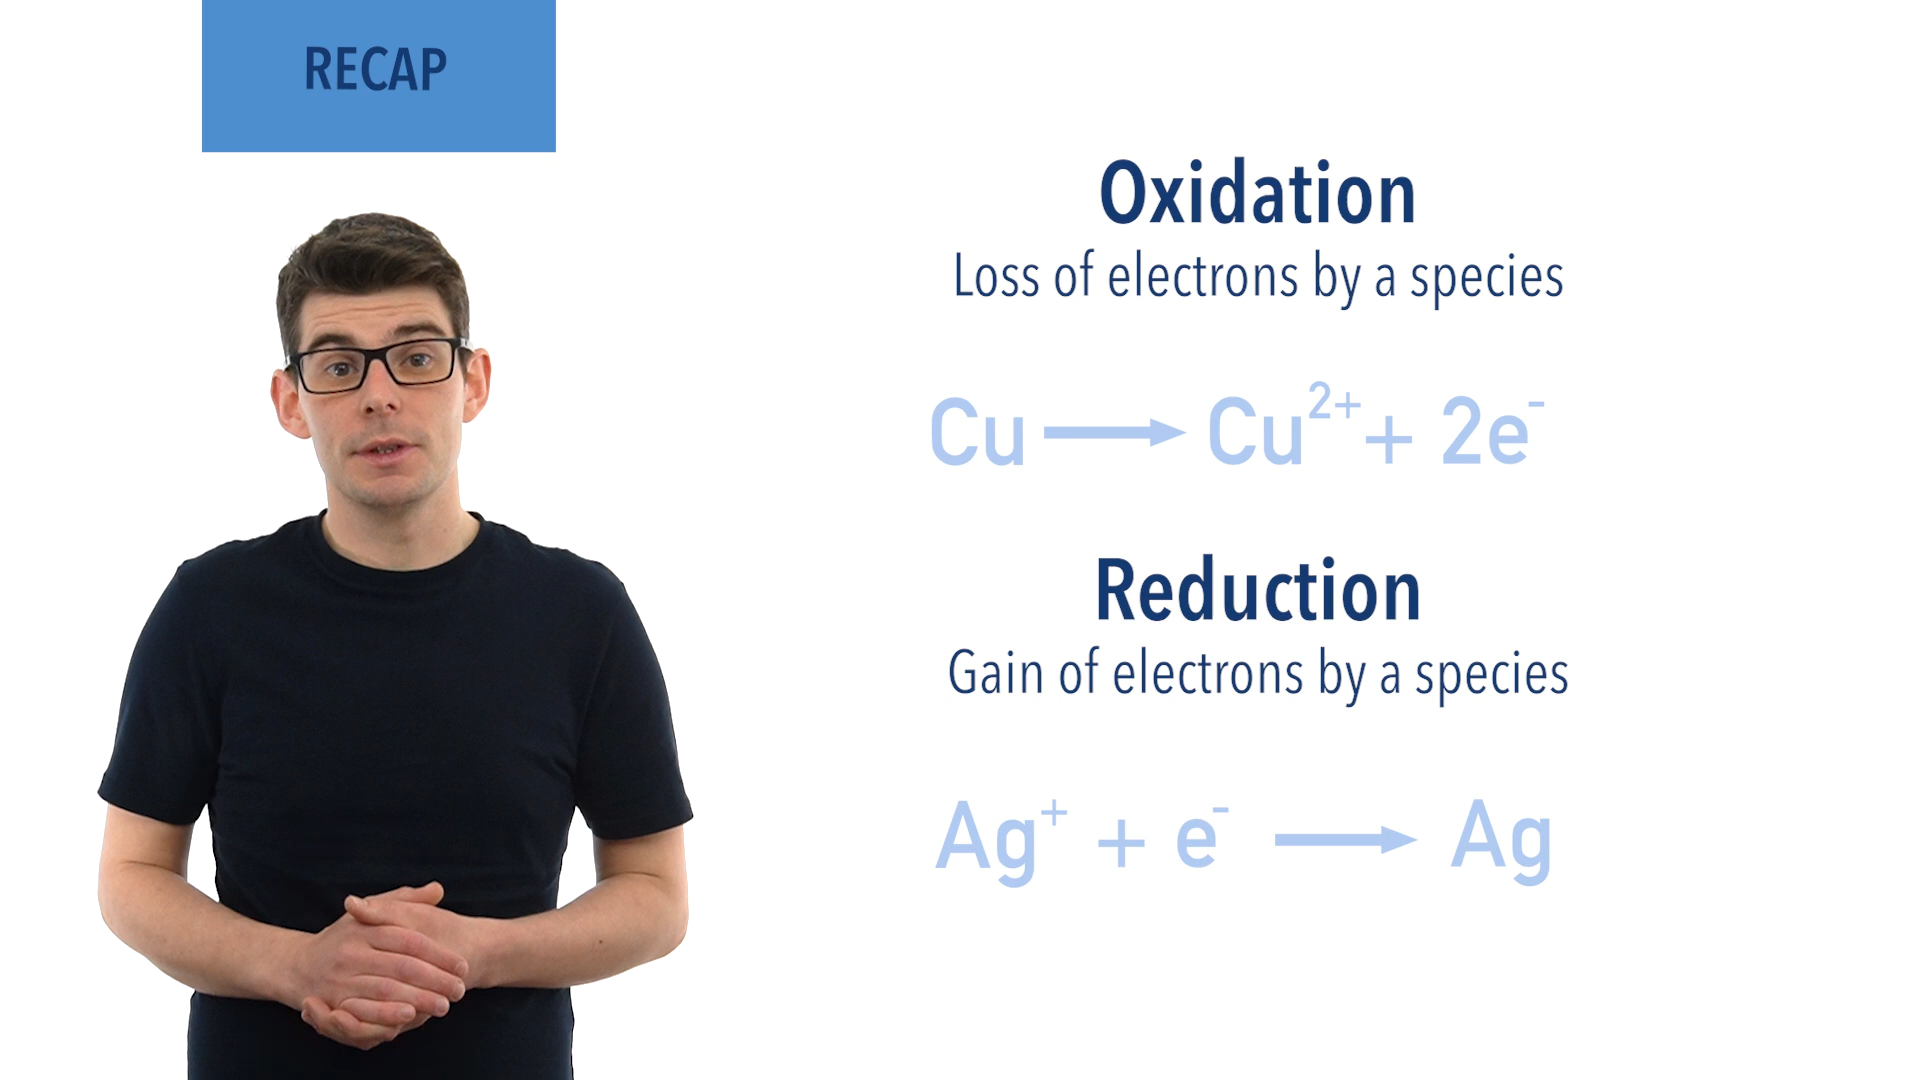 RECAP
Oxidation
Loss of electrons by a species
Cu ⟶ Cu²⁺ + 2e⁻
Reduction
Gain of electrons by a species
Ag⁺ + e⁻ ⟶ Ag